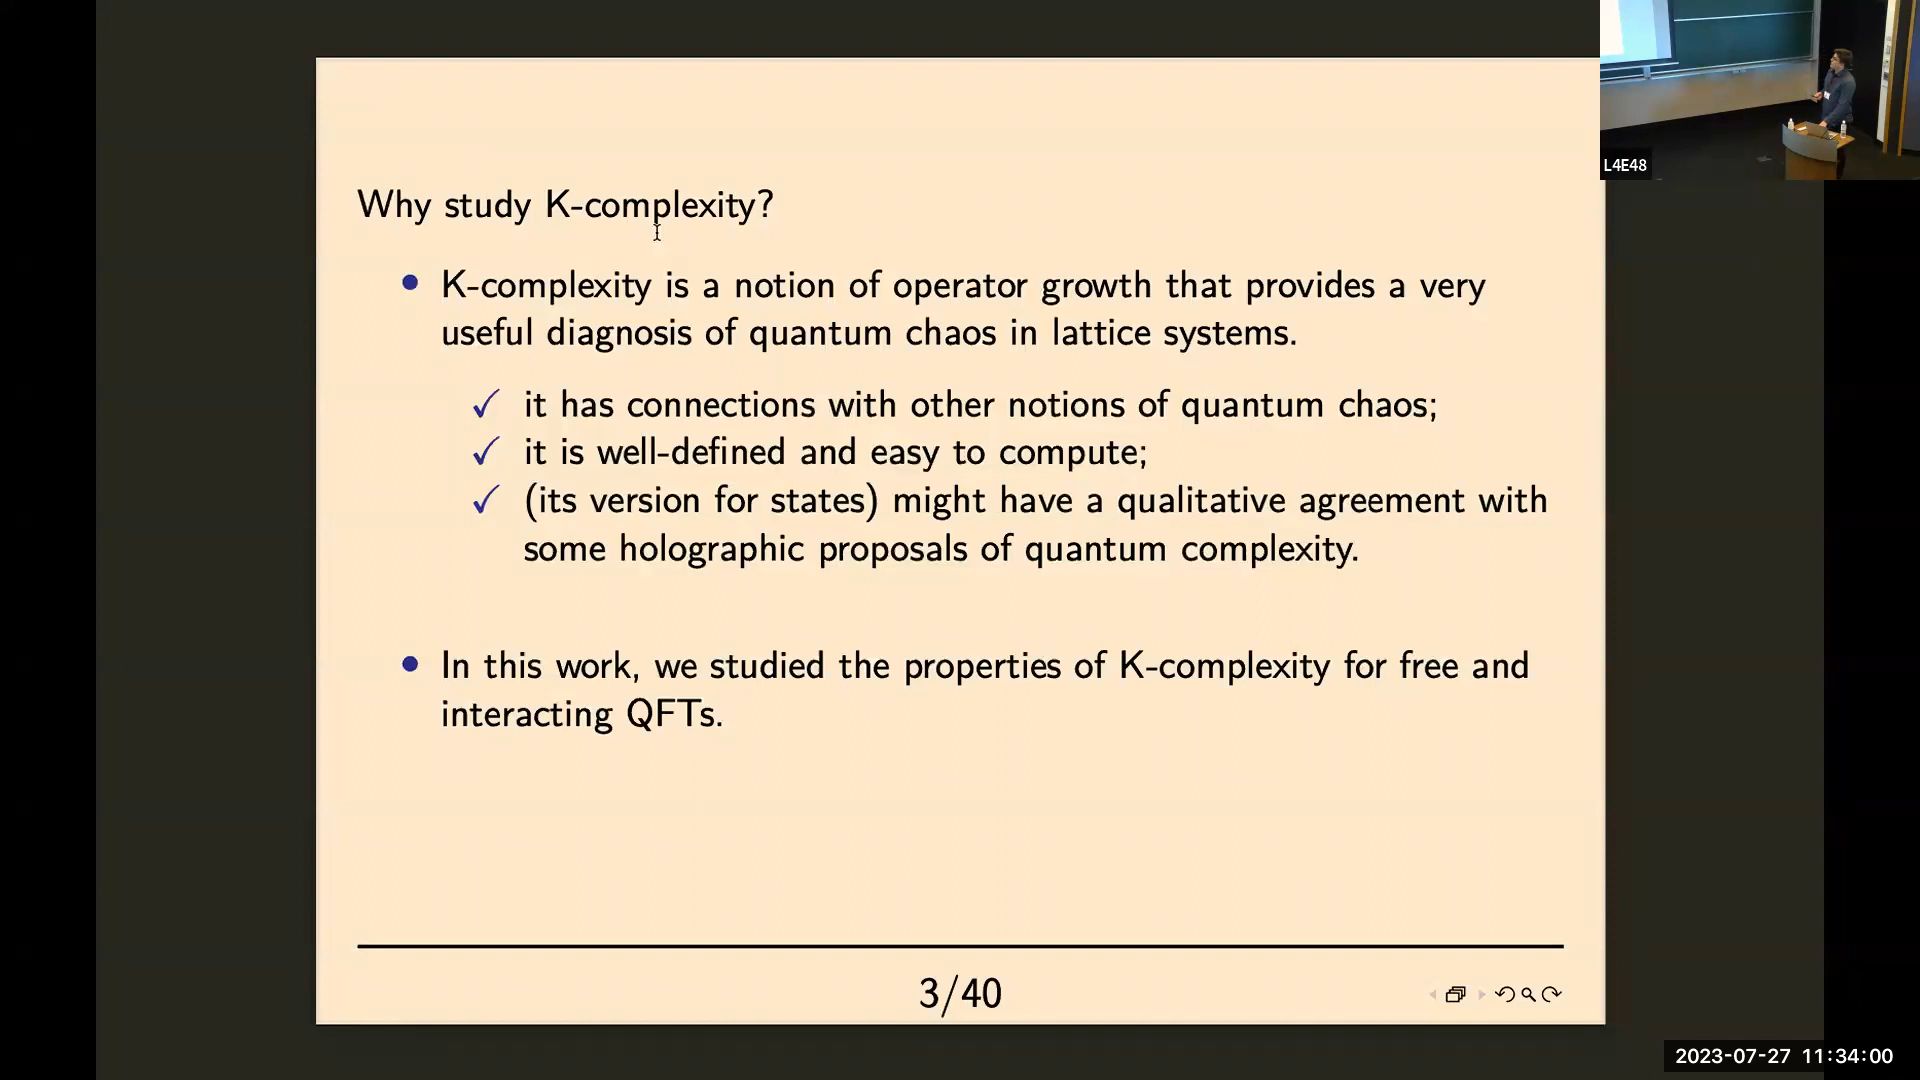 L4E48
Why study K-complexity?
• K-complexity is a notion of operator growth that provides a very
useful diagnosis of quantum chaos in lattice systems.
✓ it has connections with other notions of quantum chaos;
✓ it is well-defined and easy to compute;
✓ (its version for states) might have a qualitative agreement with
some holographic proposals of quantum complexity.
• In this work, we studied the properties of K-complexity for free and
interacting QFTs.
3/40
2023-07-27 11:34:00